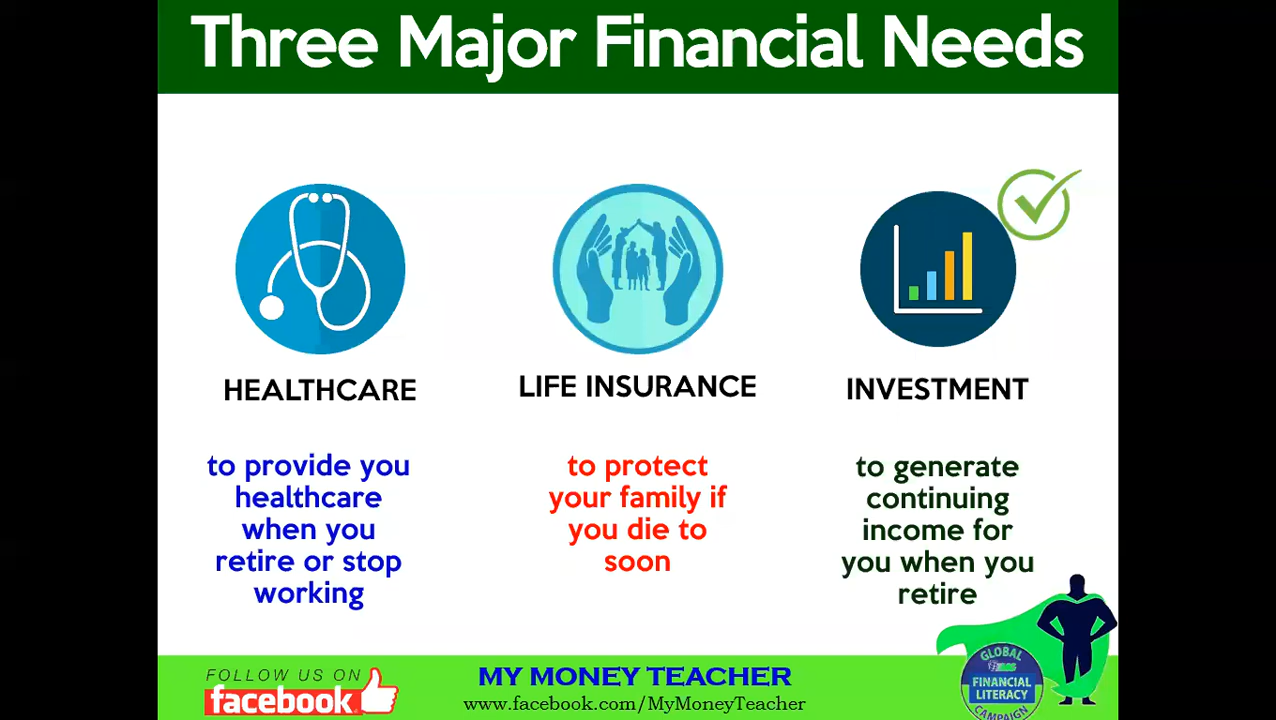 Three Major Financial Needs
HEALTHCARE
to provide you
healthcare
when you
retire or stop
working
LIFE INSURANCE
to protect
your family if
you die to
soon
INVESTMENT
to generate
continuing
income for
you when you
retire
FOLLOW US ON
facebook
MY MONEY TEACHER
www.facebook.com/MyMoneyTeacher
GLOBAL
FINANCIAL
LITERACY
CAMPAIGN